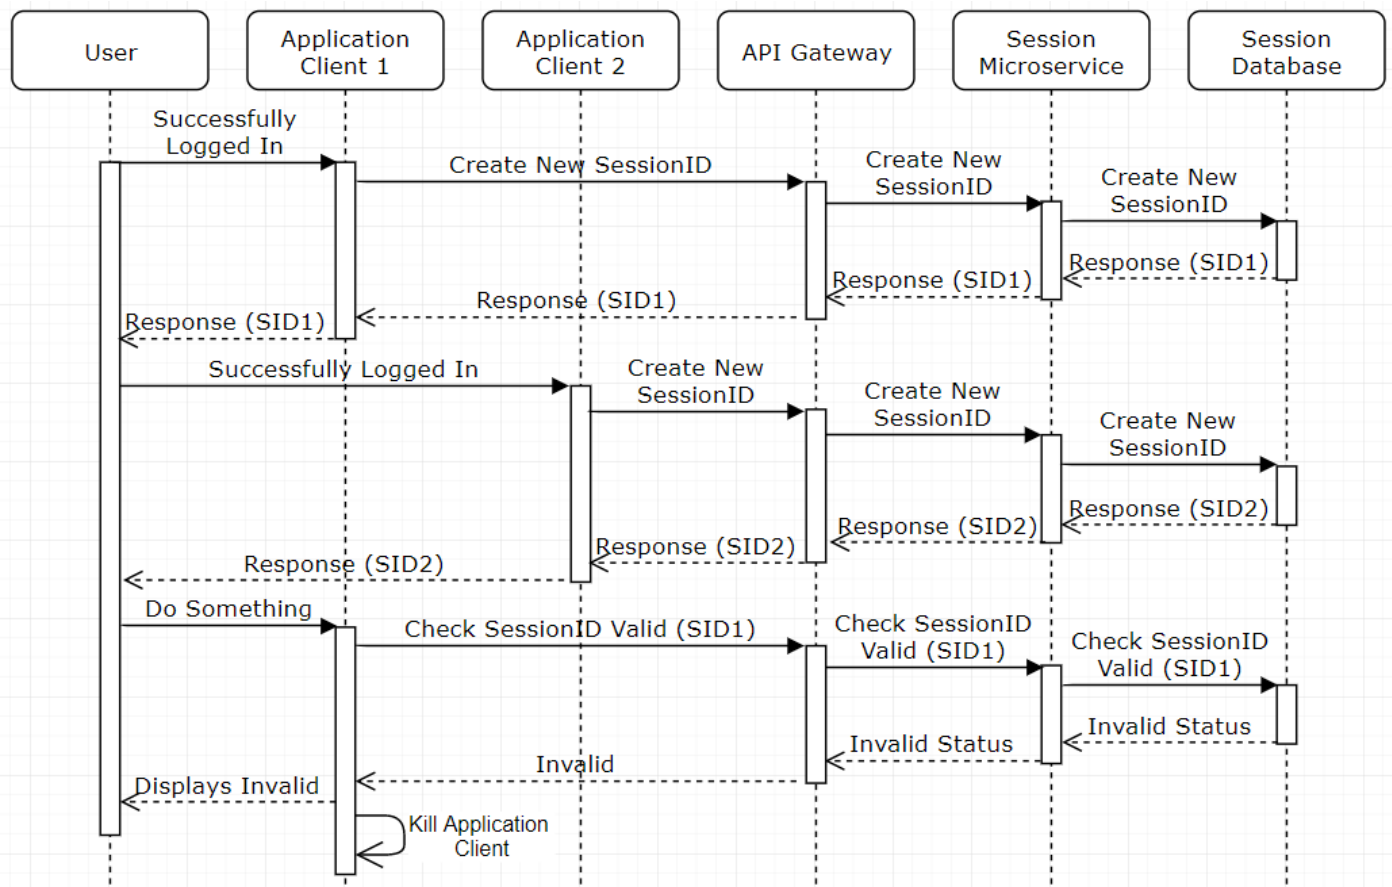 User
Application
Client 1
Application
Client 2
API Gateway
Session
Microservice
Session
Database
Successfully
Logged In
Create New SessionID
Create New
SessionID
Create New
SessionID
Response (SID1)
Response (SID1)
Response (SID1)
Response (SID1)
Successfully Logged In
Create New
SessionID
Create New
SessionID
Create New
SessionID
Response (SID2)
Response (SID2)
Response (SID2)
Response (SID2)
Do Something
Check SessionID Valid (SID1)
Check SessionID
Valid (SID1)
Check SessionID
Valid (SID1)
Invalid Status
Invalid Status
Invalid
Displays Invalid
Kill Application
Client